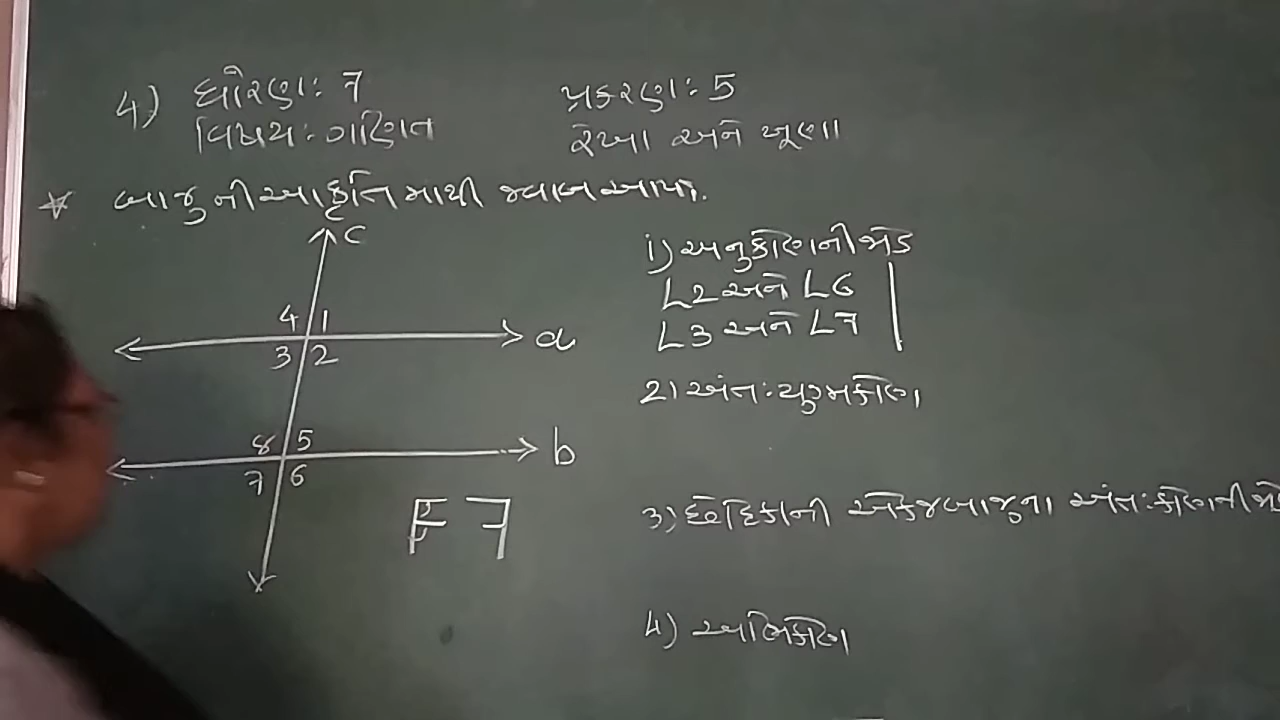 4) ધોરણ: 7
પ્રકરણ: 5
વિષય: ગણિત
રેખા અને ખૂણા
* બાજુ ની આકૃતિ માથી જવાબ આપો.
c
4 1
3 2
a
8 5
7 6
b
F
i) અનુકોણની જોડ
∠2 અને ∠6
∠3 અને ∠7
2) અંત:યુગ્મકોણ
3) છેદિકાની એકજબાજુના અંત:કોણની જોડ
4) અભિકોણ